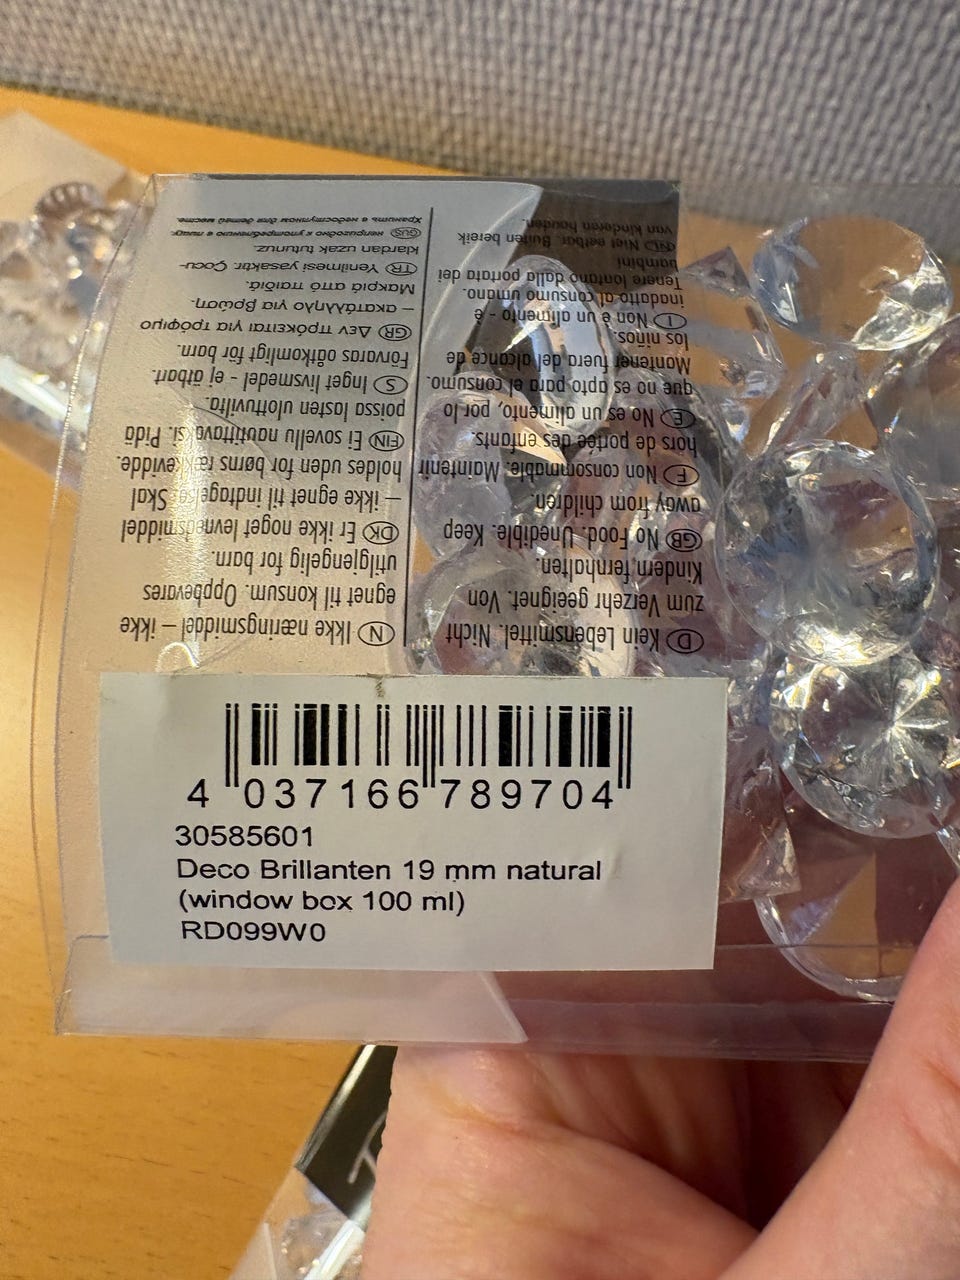 D Kein Lebensmittel. Nicht
zum Verzehr geeignet. Von
Kindern fernhalten.
GB No Food. Unedible. Keep
away from children
F Non consommable. Maintenir
hors de portée des enfants.
E No es un alimento, por lo
que no es apto para el consumo.
Mantener fuera del alcance de
los niños.
I Non è un alimento - è
inadatto al consumo umano.
Tenere lontano dalla portata dei
bambini
NL Niet eetbar. Buiten bereik
van kinderen houden.
N Ikke næringsmiddel – ikke
egnet til konsum. Oppbevares
utilgjengelig for barn.
DK Er ikke noget levnedsmiddel
– ikke egnet til indtagelse. Skal
holdes uden for børns rækkevidde.
FIN Ei sovellu nautittavaksi. Pidä
poissa lasten ulottuvilta.
S Inget livsmedel - ej ätbart.
Förvaras oåtkomligt för barn.
GR Δεν πρόκειται για τρόφιμο
– ακατάλληλο για βρώση.
Μακριά από παιδιά.
TR Yenilmesi yasaktır. Çocu-
klardan uzak tutunuz.
GUS непригодно к употреблению в пищу.
Хранить в недоступном для детей месте.
4 037166 789704
30585601
Deco Brillanten 19 mm natural
(window box 100 ml)
RD099W0